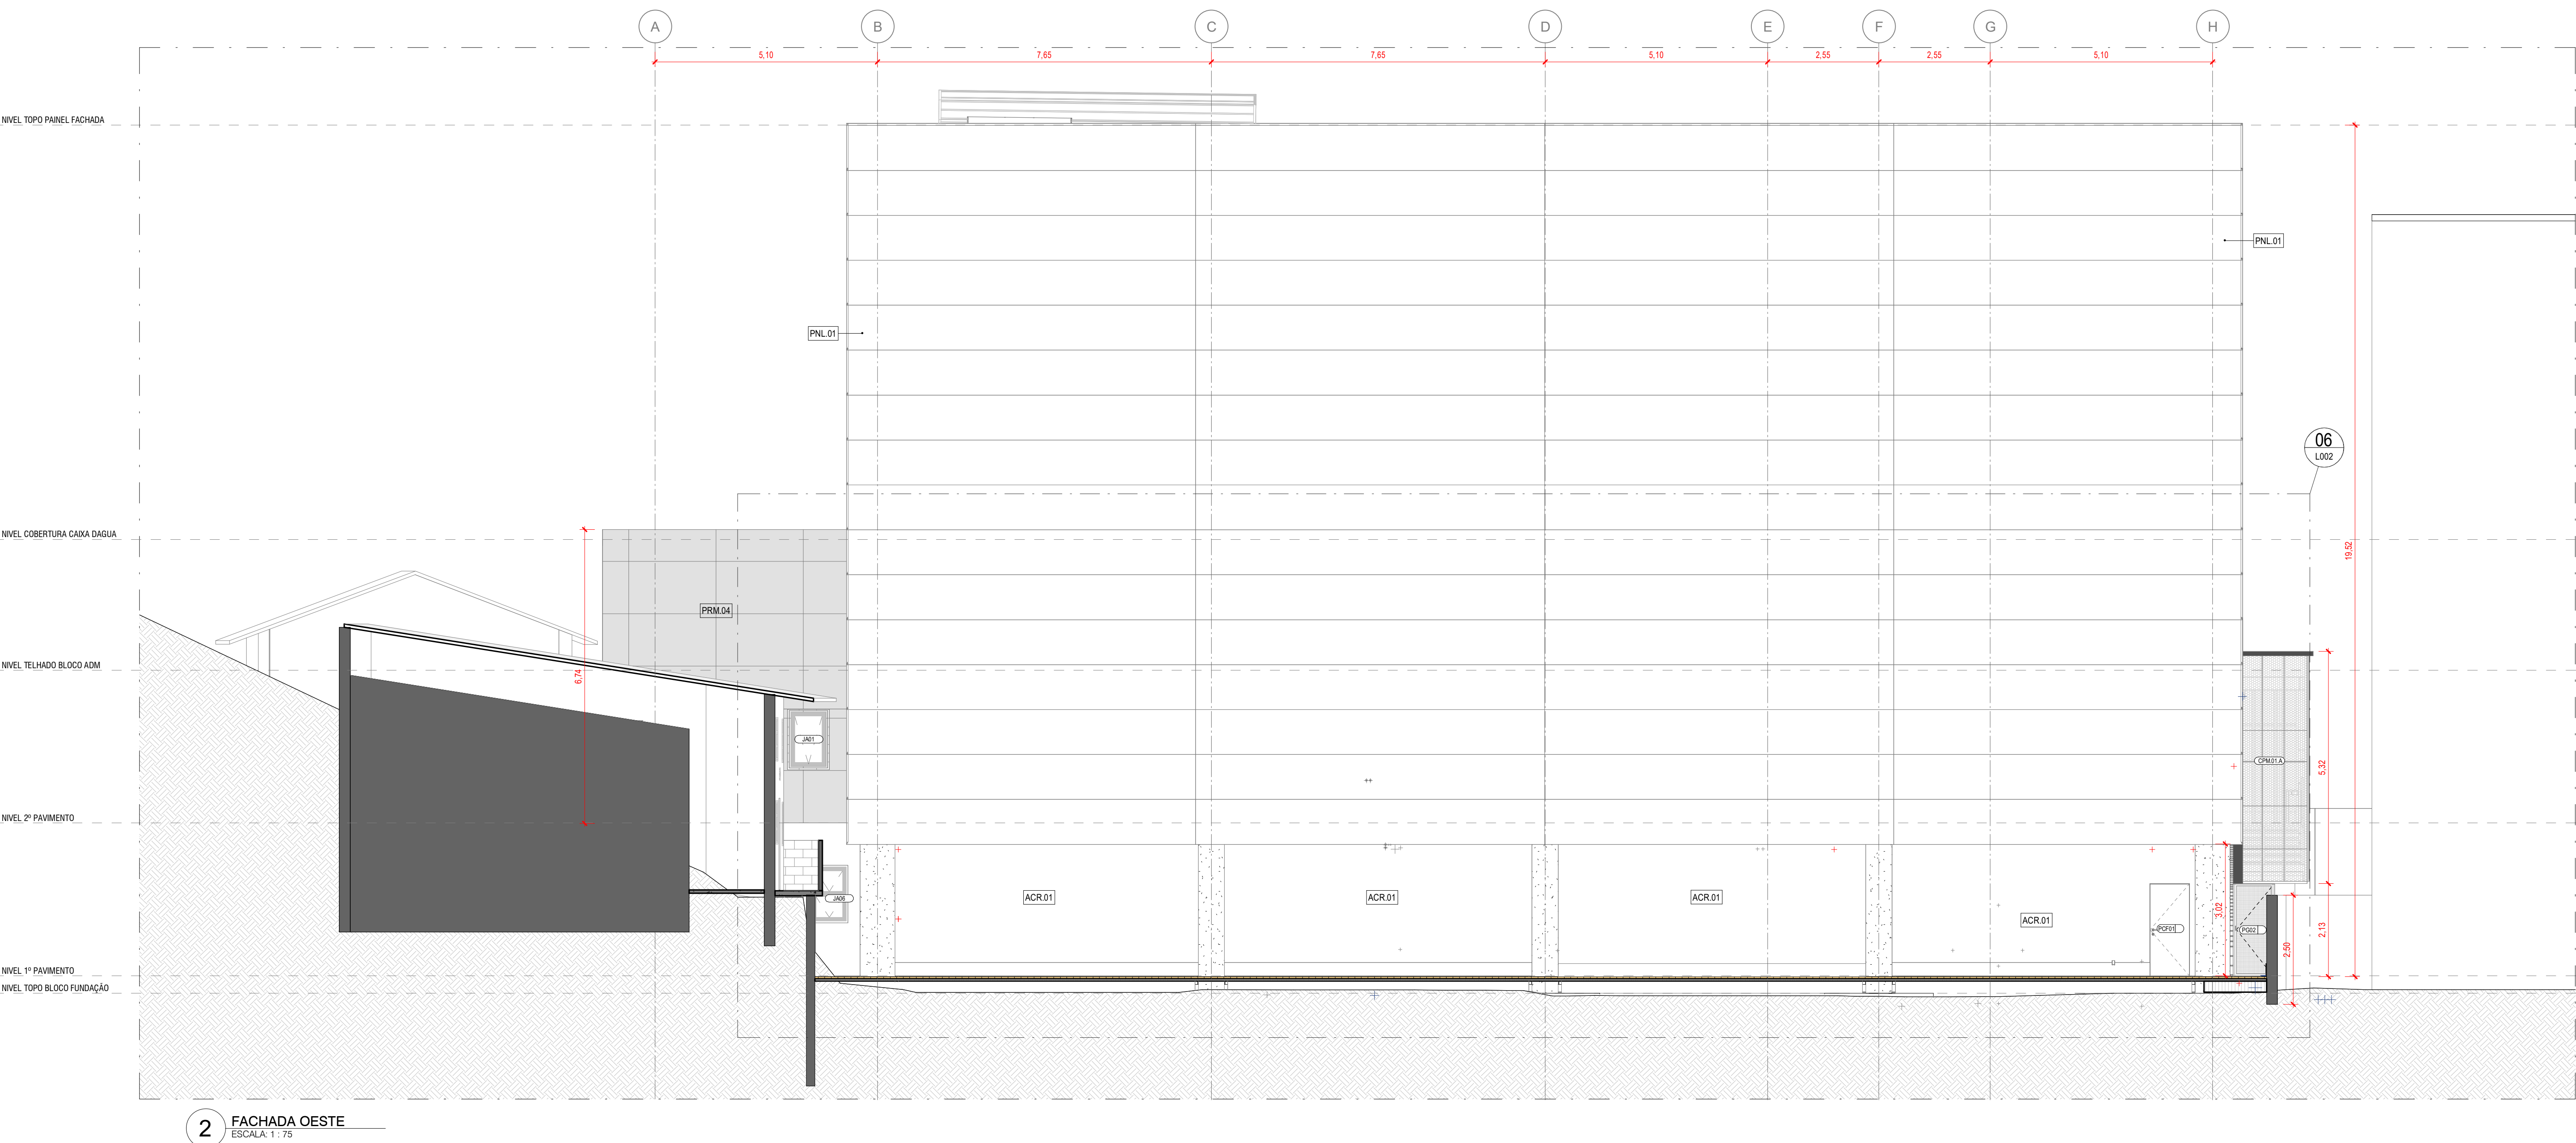 A B C D E F G H
5,10 7,65 7,65 5,10 2,55 2,55 5,10
NIVEL TOPO PAINEL FACHADA
PNL.01
PNL.01
06
L002
NIVEL COBERTURA CAIXA DAGUA
19,52
PRM.04
NIVEL TELHADO BLOCO ADM
6,74
JA01
CPM.01.A
5,32
NIVEL 2º PAVIMENTO
JA06
ACR.01
ACR.01
ACR.01
ACR.01
3,02
PCF01
PG02
2,50
2,13
NIVEL 1º PAVIMENTO
NIVEL TOPO BLOCO FUNDAÇÃO
2
FACHADA OESTE
ESCALA: 1 : 75